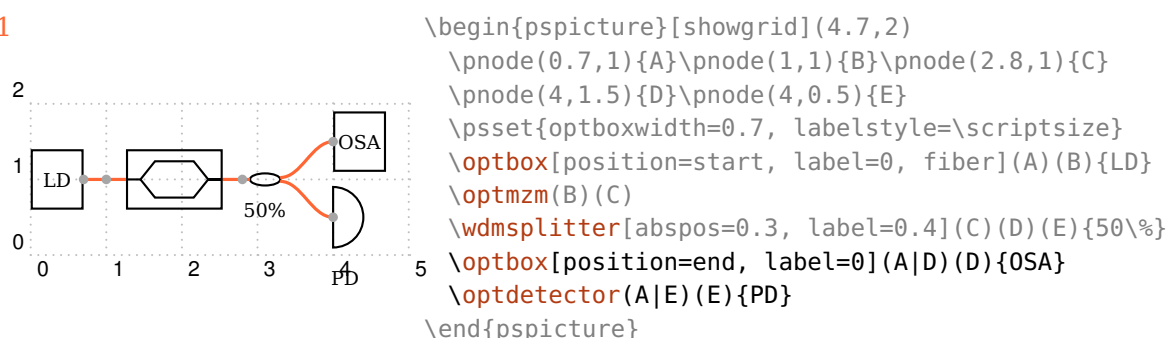 1
2
1
0
0 1 2 3 4 5
LD
OSA
50%
PD
\begin{pspicture}[showgrid](4.7,2)
\pnode(0.7,1){A}\pnode(1,1){B}\pnode(2.8,1){C}
\pnode(4,1.5){D}\pnode(4,0.5){E}
\psset{optboxwidth=0.7, labelstyle=\scriptsize}
\optbox[position=start, label=0, fiber](A)(B){LD}
\optmzm(B)(C)
\wdmsplitter[abspos=0.3, label=0.4](C)(D)(E){50\%}
\optbox[position=end, label=0](A|D)(D){OSA}
\optdetector(A|E)(E){PD}
\end{pspicture}